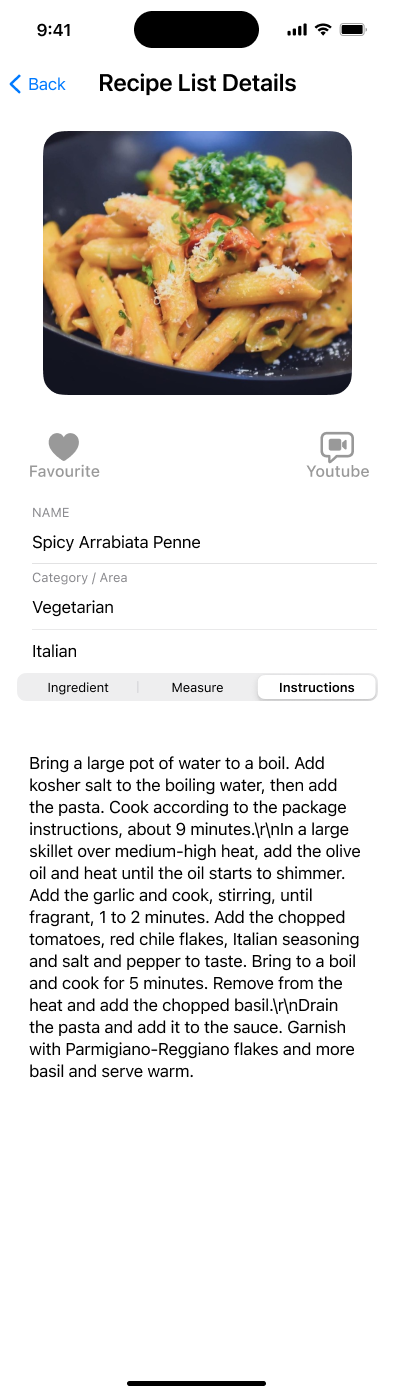 9:41
Back
Recipe List Details
Favourite
Youtube
NAME
Spicy Arrabiata Penne
Category / Area
Vegetarian
Italian
Ingredient
Measure
Instructions
Bring a large pot of water to a boil. Add
kosher salt to the boiling water, then add
the pasta. Cook according to the package
instructions, about 9 minutes.\r\nIn a large
skillet over medium-high heat, add the olive
oil and heat until the oil starts to shimmer.
Add the garlic and cook, stirring, until
fragrant, 1 to 2 minutes. Add the chopped
tomatoes, red chile flakes, Italian seasoning
and salt and pepper to taste. Bring to a boil
and cook for 5 minutes. Remove from the
heat and add the chopped basil.\r\nDrain
the pasta and add it to the sauce. Garnish
with Parmigiano-Reggiano flakes and more
basil and serve warm.